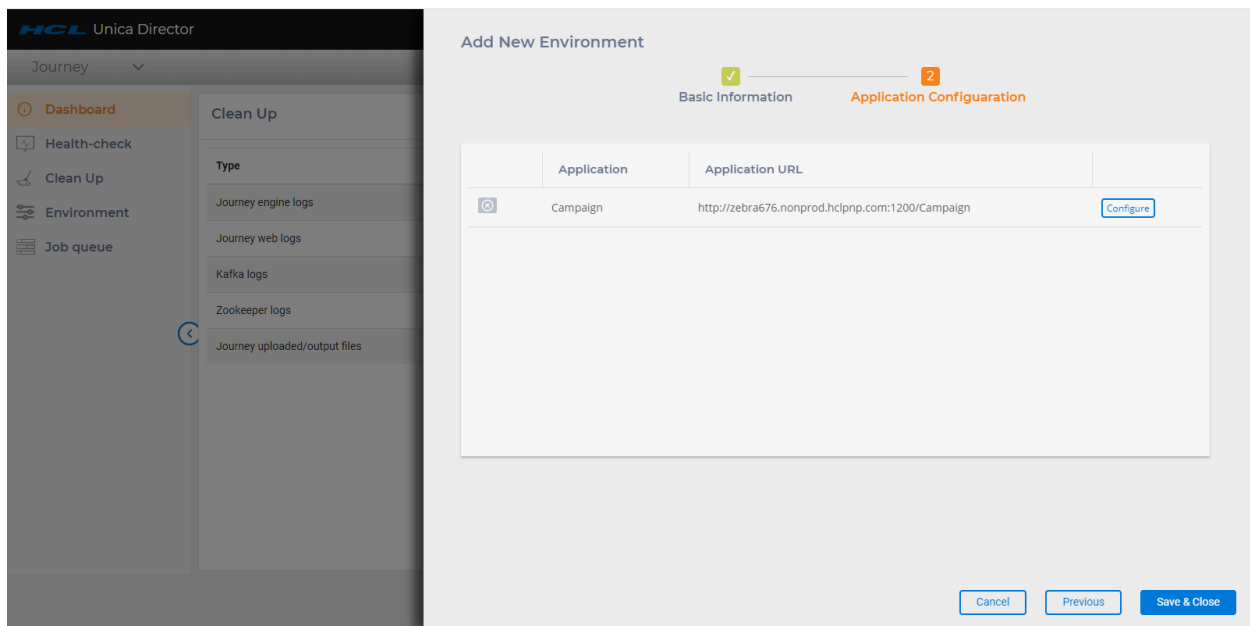 HCL Unica Director
Journey
Dashboard
Health-check
Clean Up
Environment
Job queue
Clean Up
Type
Journey engine logs
Journey web logs
Kafka logs
Zookeeper logs
Journey uploaded/output files
Add New Environment
2
Basic Information Application Configuaration
Application Application URL
Campaign http://zebra676.nonprod.hclpnp.com:1200/Campaign Configure
Cancel Previous Save & Close